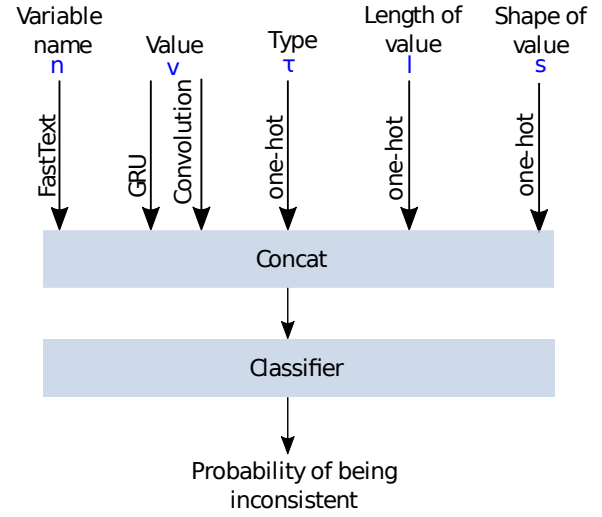 Variable
name
n
Value
v
Type
τ
Length of
value
l
Shape of
value
s
FastText
GRU
Convolution
one-hot
one-hot
one-hot
Concat
Classifier
Probability of being
inconsistent